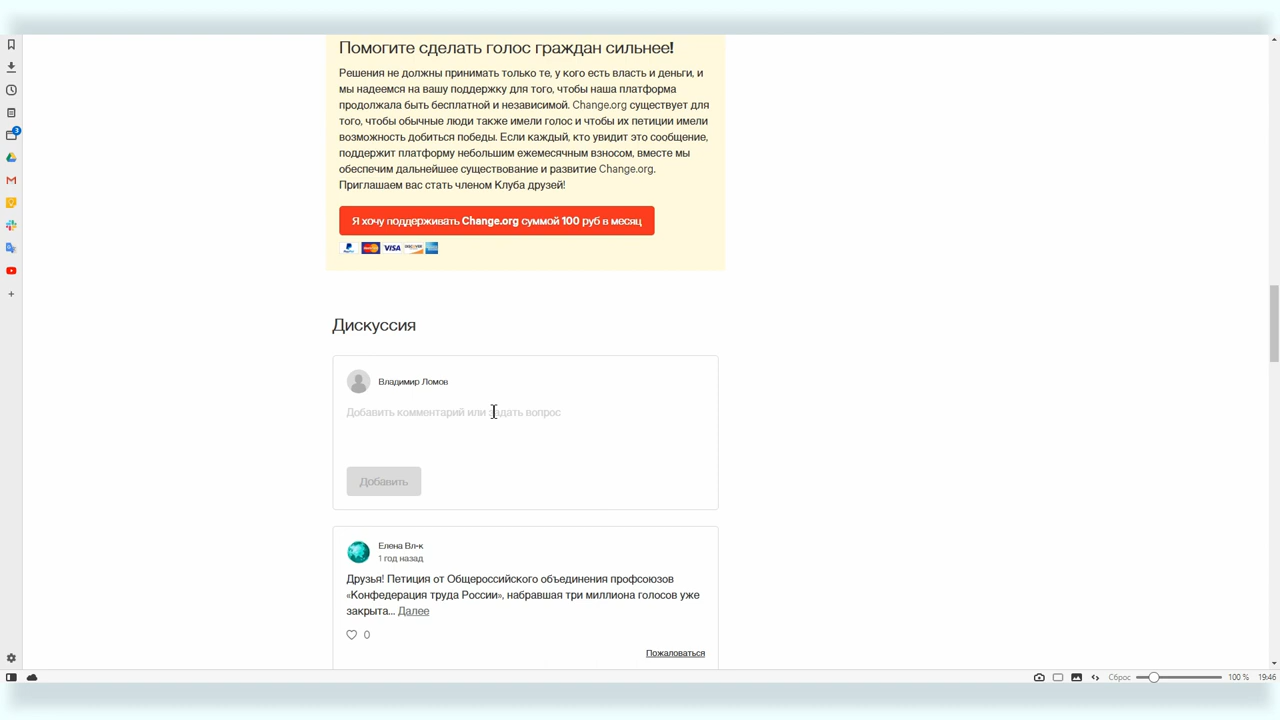 Помогите сделать голос граждан сильнее!
Решения не должны принимать только те, у кого есть власть и деньги, и
мы надеемся на вашу поддержку для того, чтобы наша платформа
продолжала быть бесплатной и независимой. Change.org существует для
того, чтобы обычные люди также имели голос и чтобы их петиции имели
возможность добиться победы. Если каждый, кто увидит это сообщение,
поддержит платформу небольшим ежемесячным взносом, вместе мы
обеспечим дальнейшее существование и развитие Change.org.
Приглашаем вас стать членом Клуба друзей!
Я хочу поддерживать Change.org суммой 100 руб в месяц
VISA
Дискуссия
Владимир Ломов
Добавить комментарий или задать вопрос
Добавить
Елена Вл-к
1 год назад
Друзья! Петиция от Общероссийского объединения профсоюзов
«Конфедерация труда России», набравшая три миллиона голосов уже
закрыта... Далее
0
Пожаловаться
3
Сброс 100 % 19:46